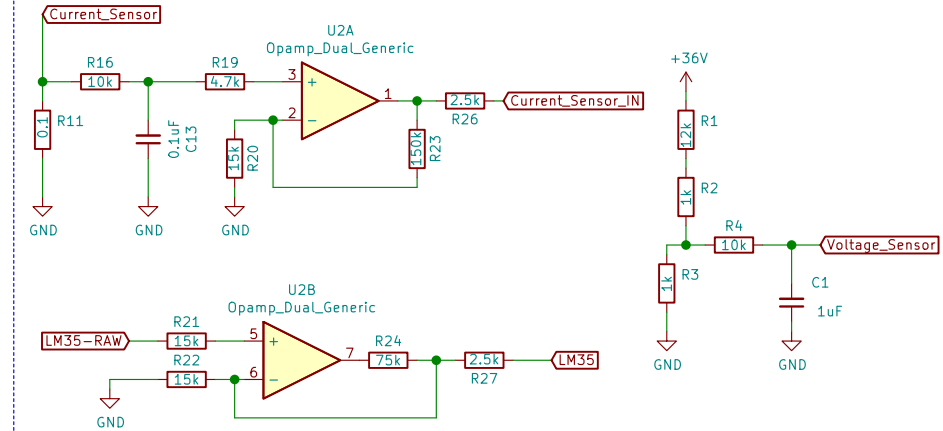 Current_Sensor
U2A
Opamp_Dual_Generic
R16
10k
R19
4.7k
3
+
2
−
1
2.5k
R26
Current_Sensor_IN
0.1
R11
0.1uF
C13
15k
R20
150k
R23
GND
GND
GND
+36V
12k
R1
1k
R2
R4
10k
Voltage_Sensor
1k
R3
C1
1uF
GND
GND
U2B
Opamp_Dual_Generic
LM35-RAW
R21
15k
5
+
R22
15k
6
−
7
R24
75k
2.5k
R27
LM35
GND